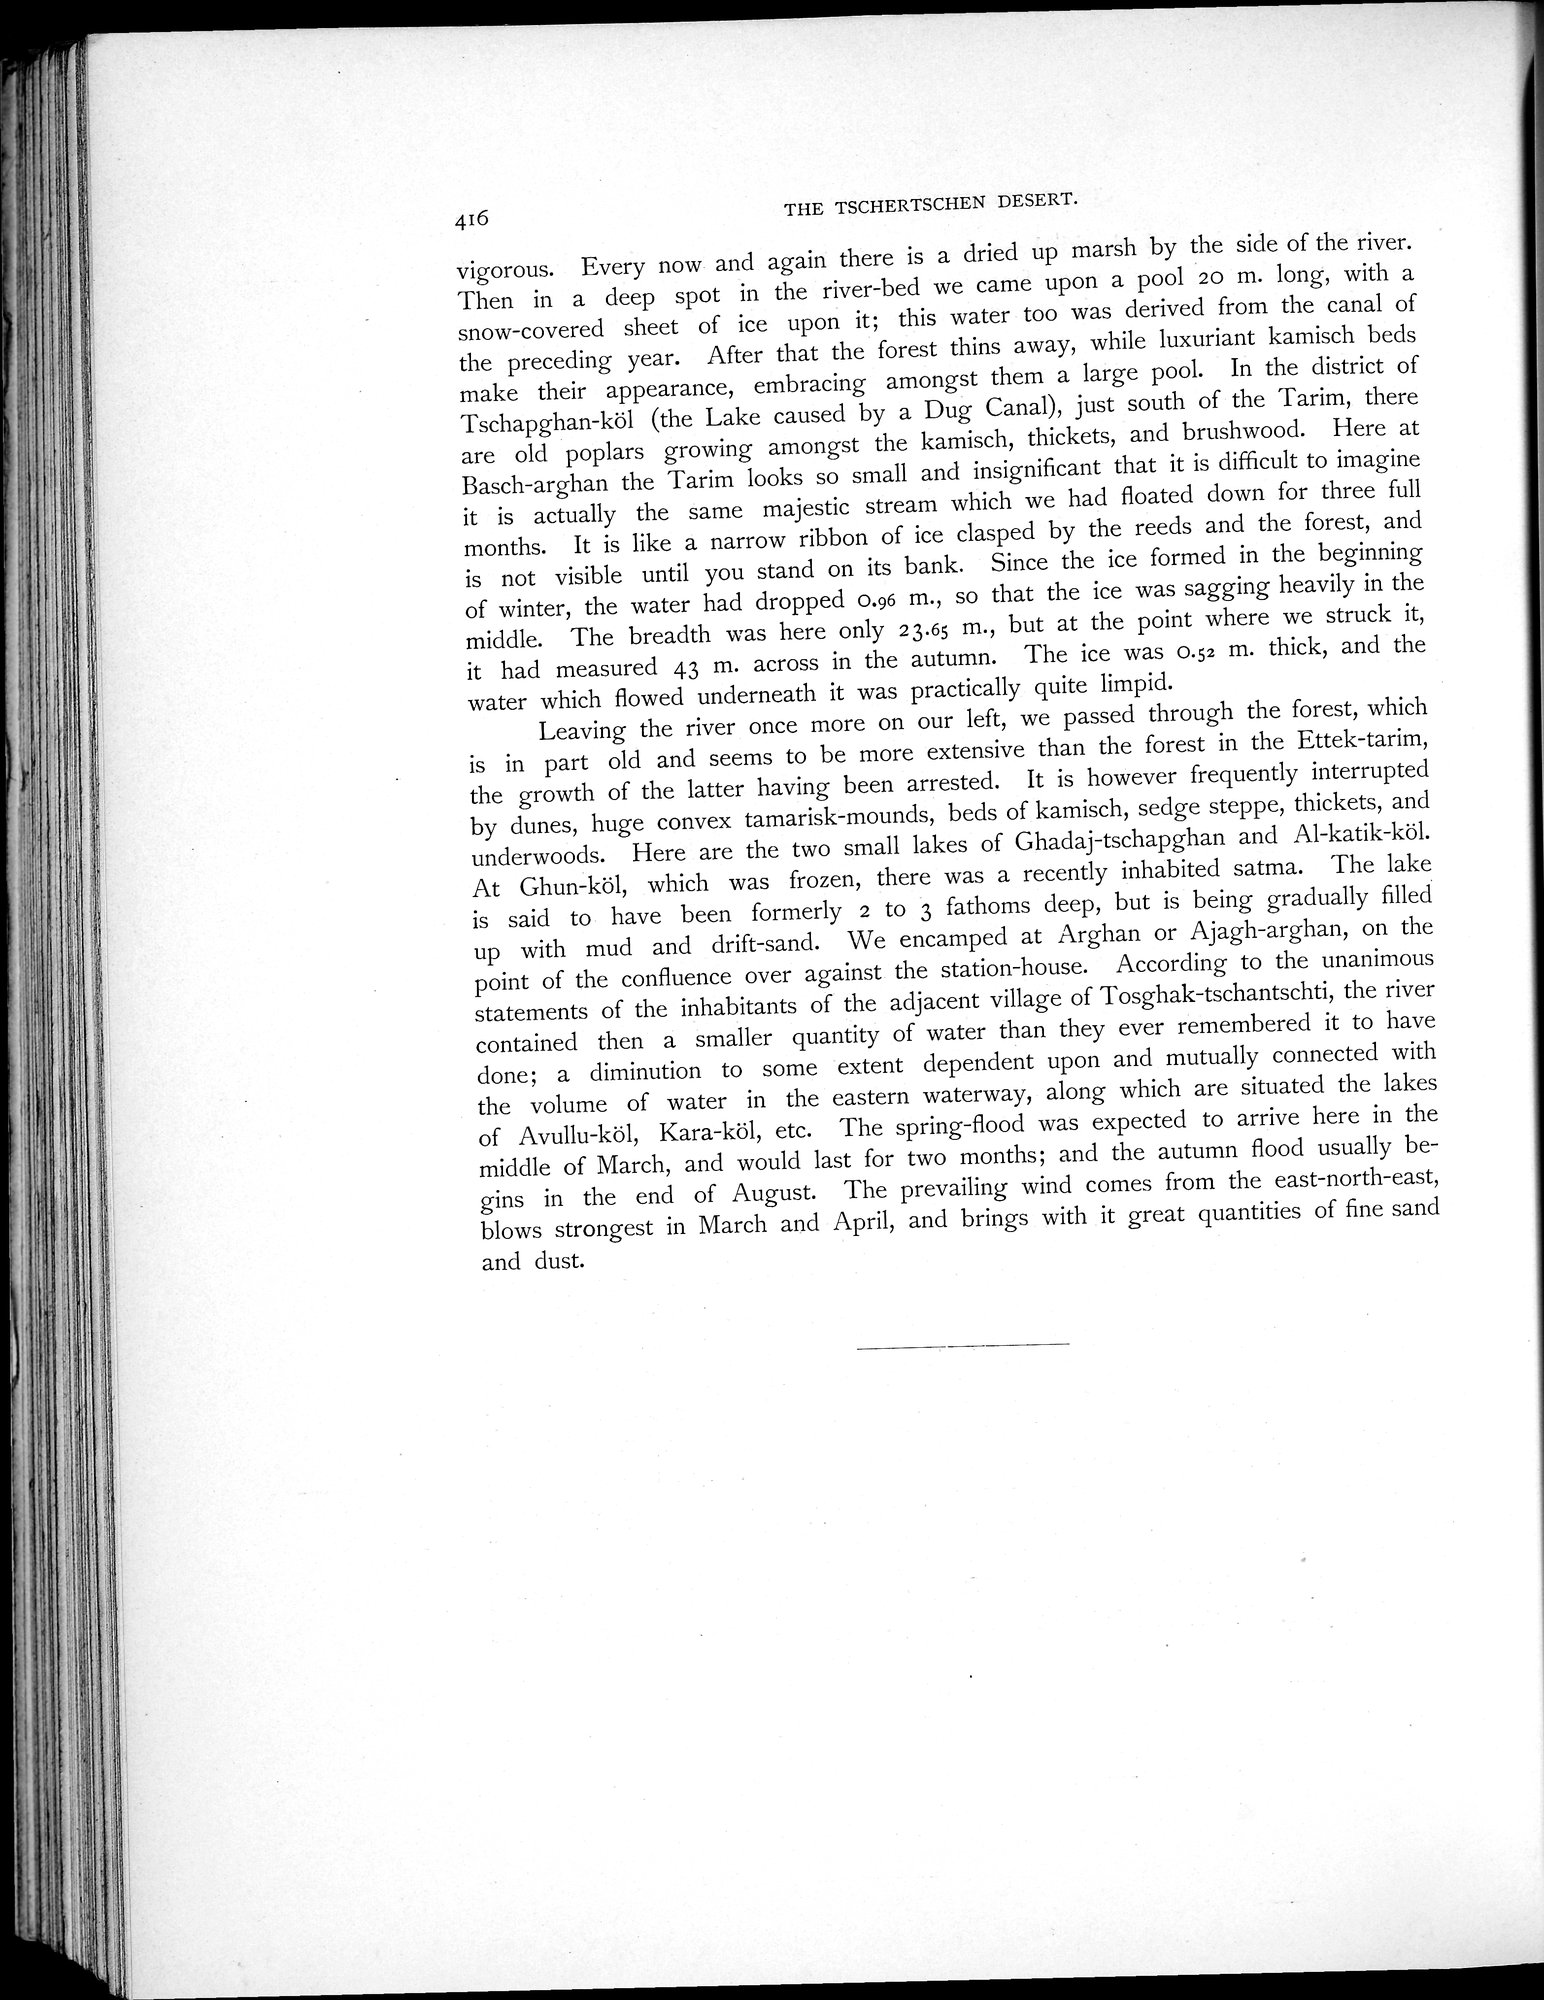 416
THE TSCHERTSCHEN DESERT.
vigorous. Every now and again there is a dried up marsh by the side of the river.
Then in a deep spot in the river-bed we came upon a pool 20 m. long, with a
snow-covered sheet of ice upon it; this water too was derived from the canal of
the preceding year. After that the forest thins away, while luxuriant kamisch beds
make their appearance, embracing amongst them a large pool. In the district of
Tschapghan-köl (the Lake caused by a Dug Canal), just south of the Tarim, there
are old poplars growing amongst the kamisch, thickets, and brushwood. Here at
Basch-arghan the Tarim looks so small and insignificant that it is difficult to imagine
it is actually the same majestic stream which we had floated down for three full
months. It is like a narrow ribbon of ice clasped by the reeds and the forest, and
is not visible until you stand on its bank. Since the ice formed in the beginning
of winter, the water had dropped 0.96 m., so that the ice was sagging heavily in the
middle. The breadth was here only 23.65 m., but at the point where we struck it,
it had measured 43 m. across in the autumn. The ice was 0.52 m. thick, and the
water which flowed underneath it was practically quite limpid.
Leaving the river once more on our left, we passed through the forest, which
is in part old and seems to be more extensive than the forest in the Ettek-tarim,
the growth of the latter having been arrested. It is however frequently interrupted
by dunes, huge convex tamarisk-mounds, beds of kamisch, sedge steppe, thickets, and
underwoods. Here are the two small lakes of Ghadaj-tschapghan and Al-katik-köl.
At Ghun-köl, which was frozen, there was a recently inhabited satma. The lake
is said to have been formerly 2 to 3 fathoms deep, but is being gradually filled
up with mud and drift-sand. We encamped at Arghan or Ajagh-arghan, on the
point of the confluence over against the station-house. According to the unanimous
statements of the inhabitants of the adjacent village of Tosghak-tschantschti, the river
contained then a smaller quantity of water than they ever remembered it to have
done; a diminution to some extent dependent upon and mutually connected with
the volume of water in the eastern waterway, along which are situated the lakes
of Avullu-köl, Kara-köl, etc. The spring-flood was expected to arrive here in the
middle of March, and would last for two months; and the autumn flood usually be-
gins in the end of August. The prevailing wind comes from the east-north-east,
blows strongest in March and April, and brings with it great quantities of fine sand
and dust.